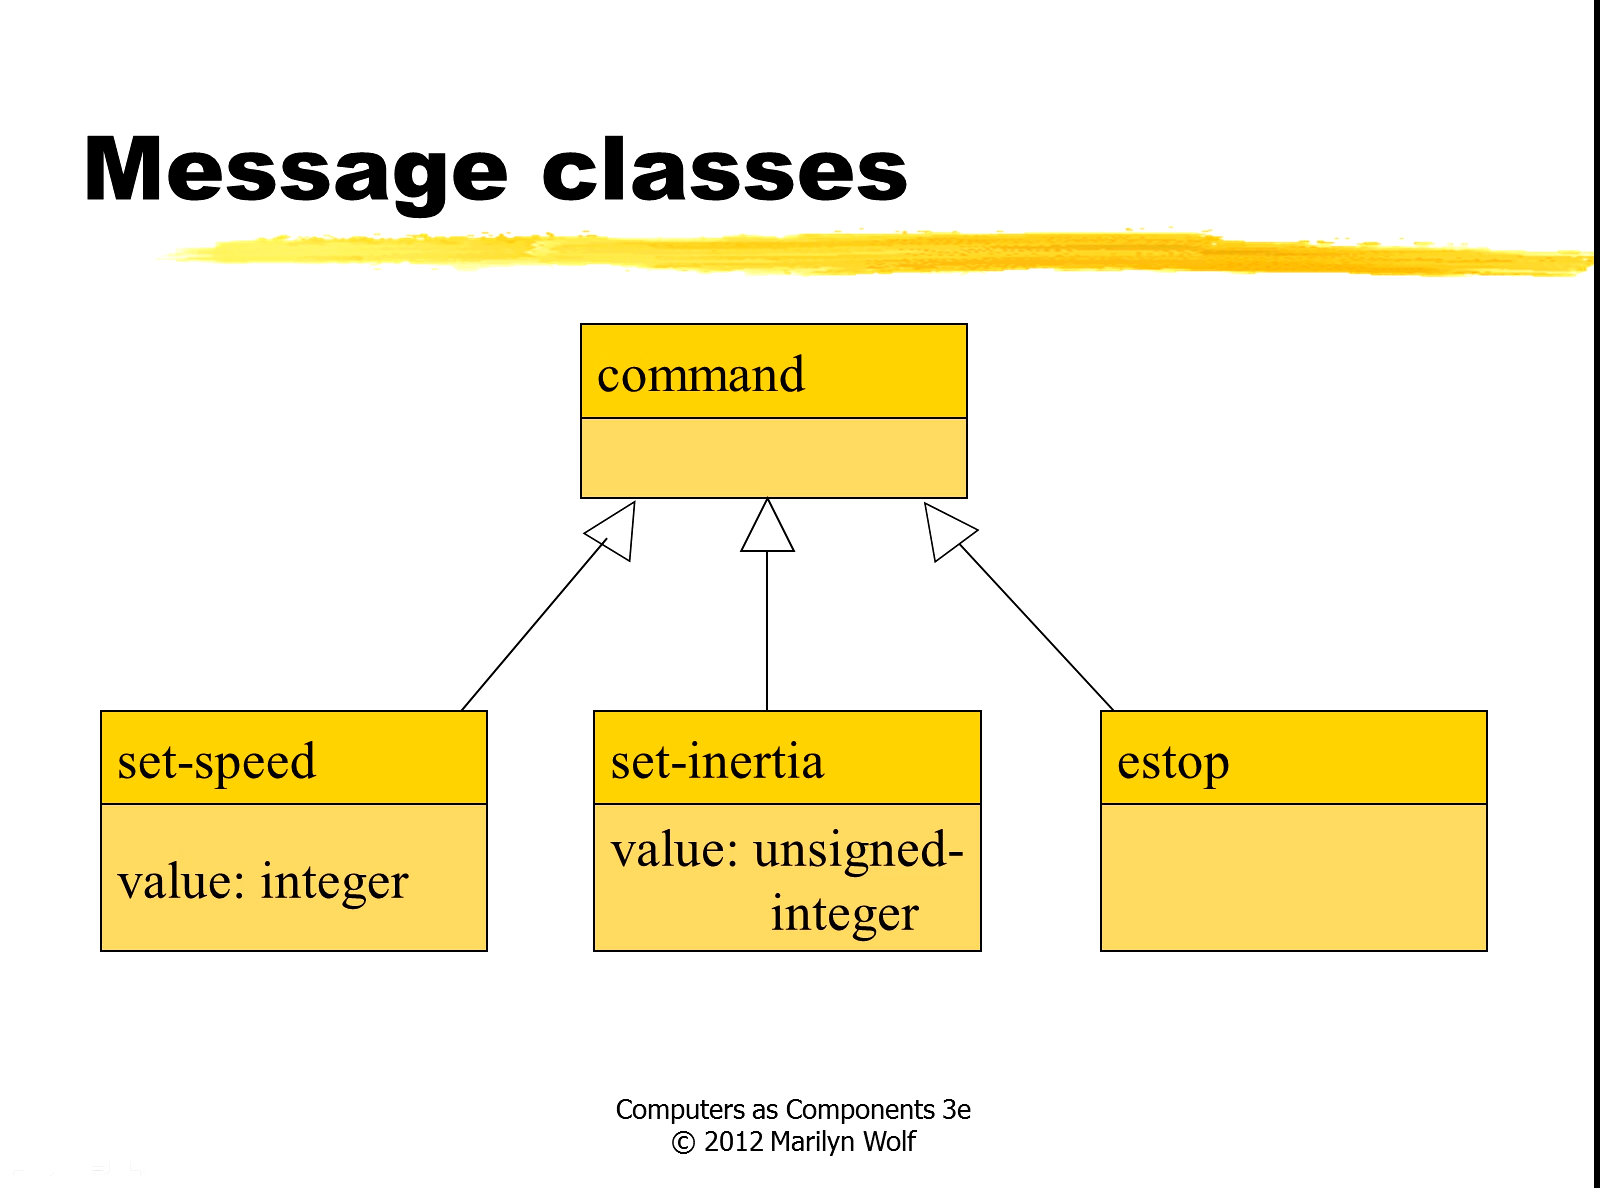 Message classes
command
set-speed
value: integer
set-inertia
value: unsigned-
integer
estop
Computers as Components 3e
© 2012 Marilyn Wolf